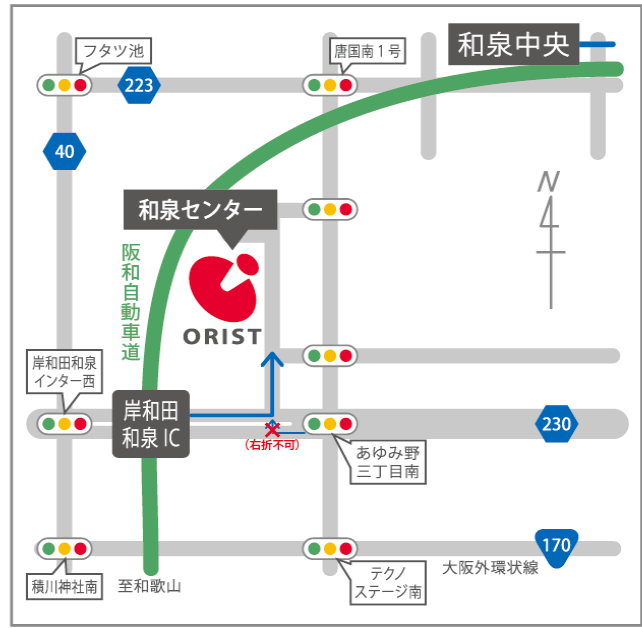 和泉中央
フタツ池
唐国南1号
223
40
N
和泉センター
阪和自動車道
ORIST
岸和田和泉
インター西
岸和田
和泉IC
(右折不可)
あゆみ野
三丁目南
230
170
大阪外環状線
積川神社南
至和歌山
テクノ
ステージ南